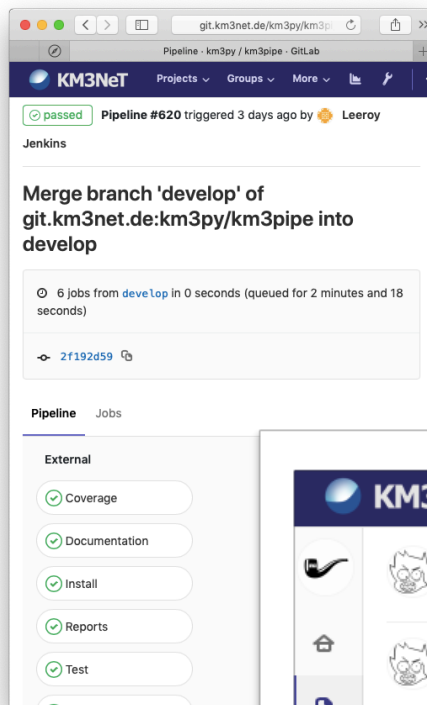 git.km3net.de/km3py/km3pi
Pipeline · km3py / km3pipe · GitLab
KM3NeT Projects Groups More
passed Pipeline #620 triggered 3 days ago by Leeroy
Jenkins
Merge branch 'develop' of
git.km3net.de:km3py/km3pipe into
develop
6 jobs from develop in 0 seconds (queued for 2 minutes and 18
seconds)
2f192d59
Pipeline Jobs
External
Coverage
Documentation
Install
Reports
Test
KM3